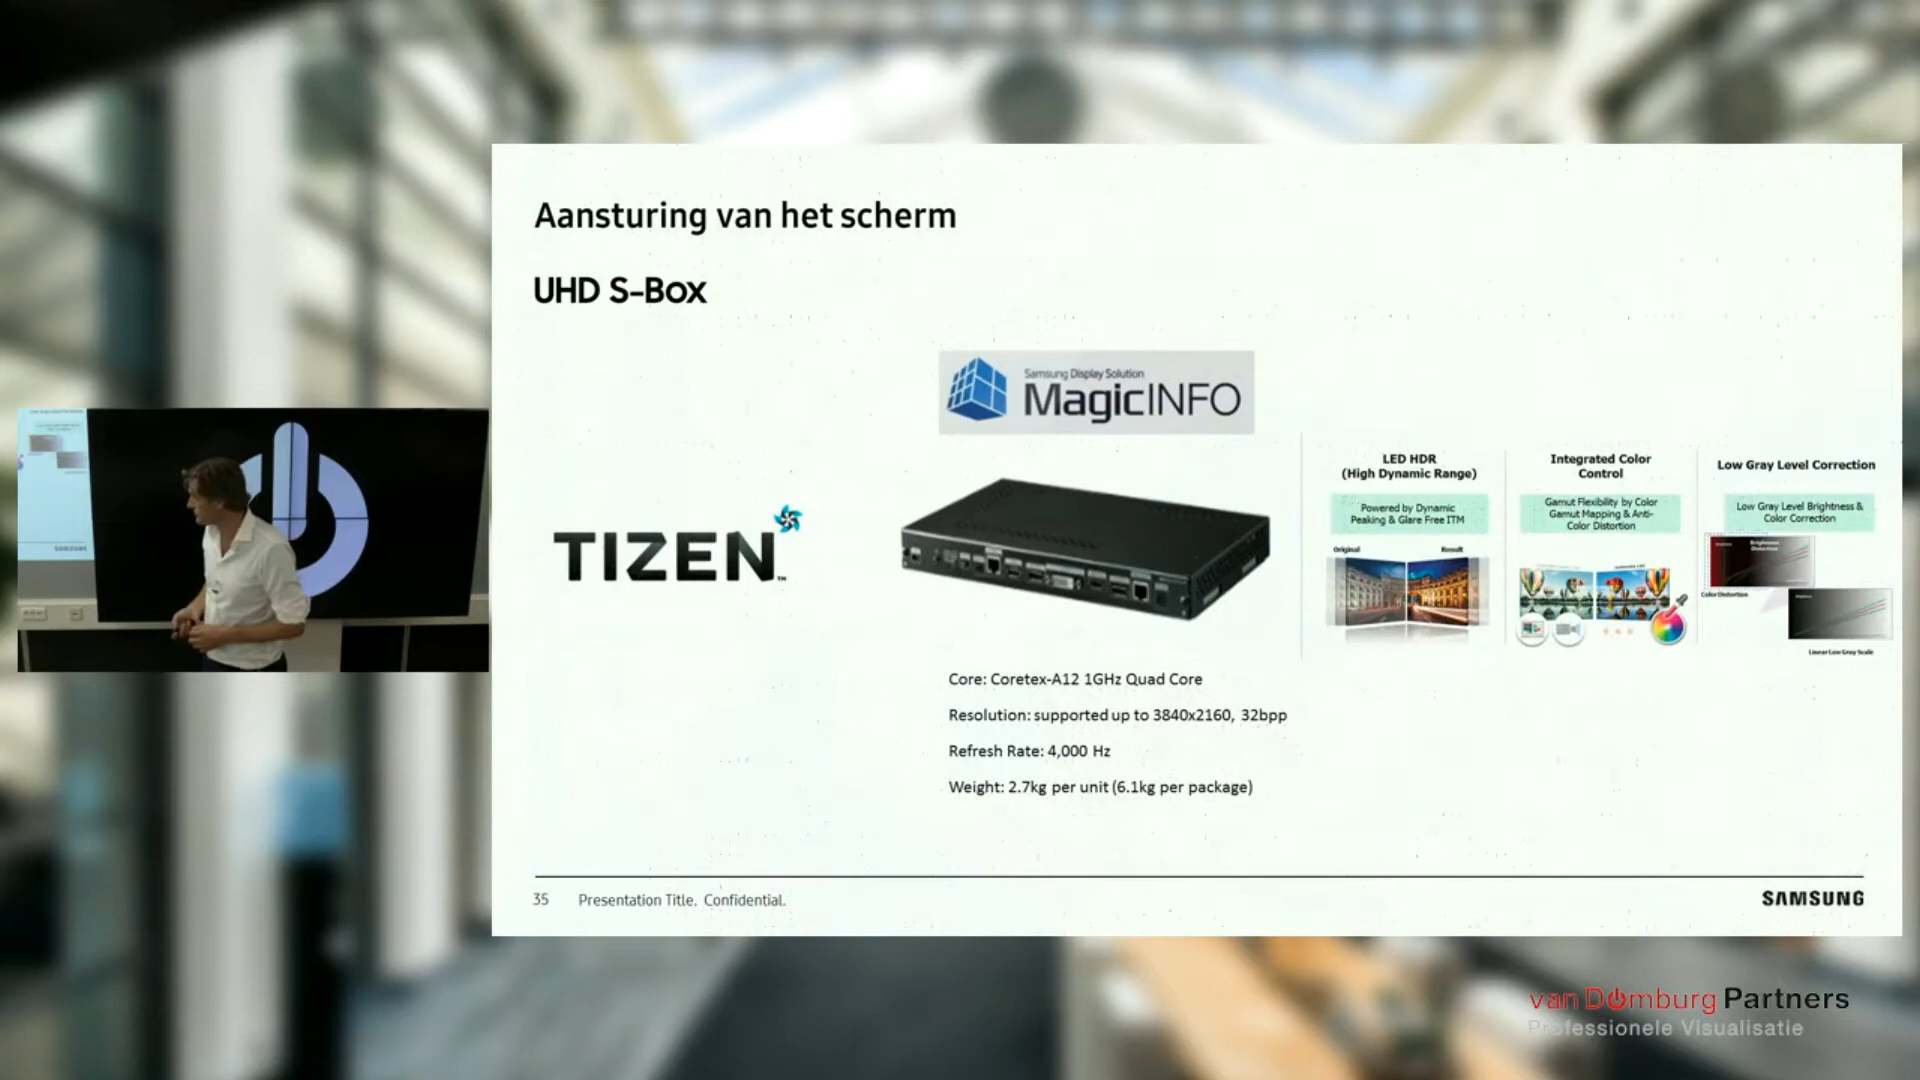 Aansturing van het scherm
UHD S-Box
Samsung Display Solution
MagicINFO
TIZEN™
LED HDR
(High Dynamic Range)
Powered by Dynamic
Peaking & Glare Free ITM
Original Result
Integrated Color
Control
Gamut Flexibility by Color
Gamut Mapping & Anti-
Color Distortion
Low Gray Level Correction
Low Gray Level Brightness &
Color Correction
Brightness
Distortion
Color Distortion
Linear Low Gray Scale
Core: Coretex-A12 1GHz Quad Core
Resolution: supported up to 3840x2160, 32bpp
Refresh Rate: 4,000 Hz
Weight: 2.7kg per unit (6.1kg per package)
35 Presentation Title. Confidential.
SAMSUNG
SAMSUNG
van Domburg Partners
Professionele Visualisatie